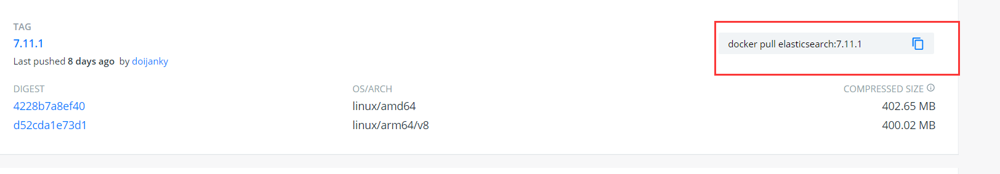 TAG
7.11.1
docker pull elasticsearch:7.11.1
Last pushed 8 days ago by doijanky
DIGEST OS/ARCH COMPRESSED SIZE
4228b7a8ef40 linux/amd64 402.65 MB
d52cda1e73d1 linux/arm64/v8 400.02 MB